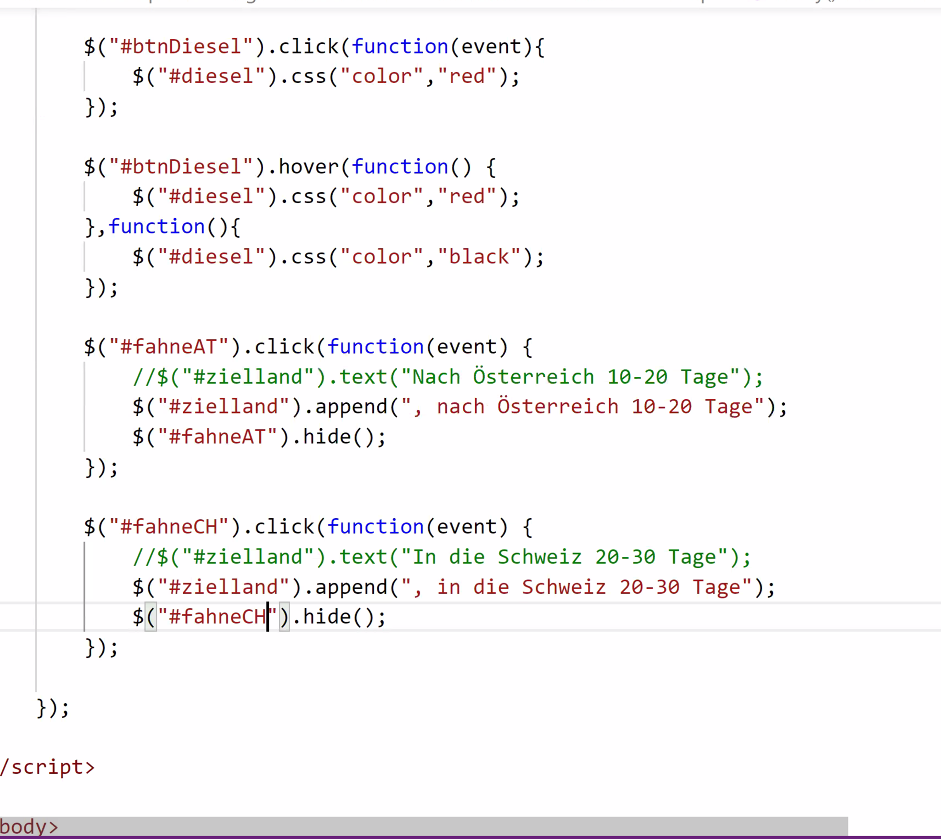 $("#btnDiesel").click(function(event){
$("#diesel").css("color","red");
});
$("#btnDiesel").hover(function() {
$("#diesel").css("color","red");
},function(){
$("#diesel").css("color","black");
});
$("#fahneAT").click(function(event) {
//$("#zielland").text("Nach Österreich 10-20 Tage");
$("#zielland").append(", nach Österreich 10-20 Tage");
$("#fahneAT").hide();
});
$("#fahneCH").click(function(event) {
//$("#zielland").text("In die Schweiz 20-30 Tage");
$("#zielland").append(", in die Schweiz 20-30 Tage");
$("#fahneCH").hide();
});
});
/script>
body>